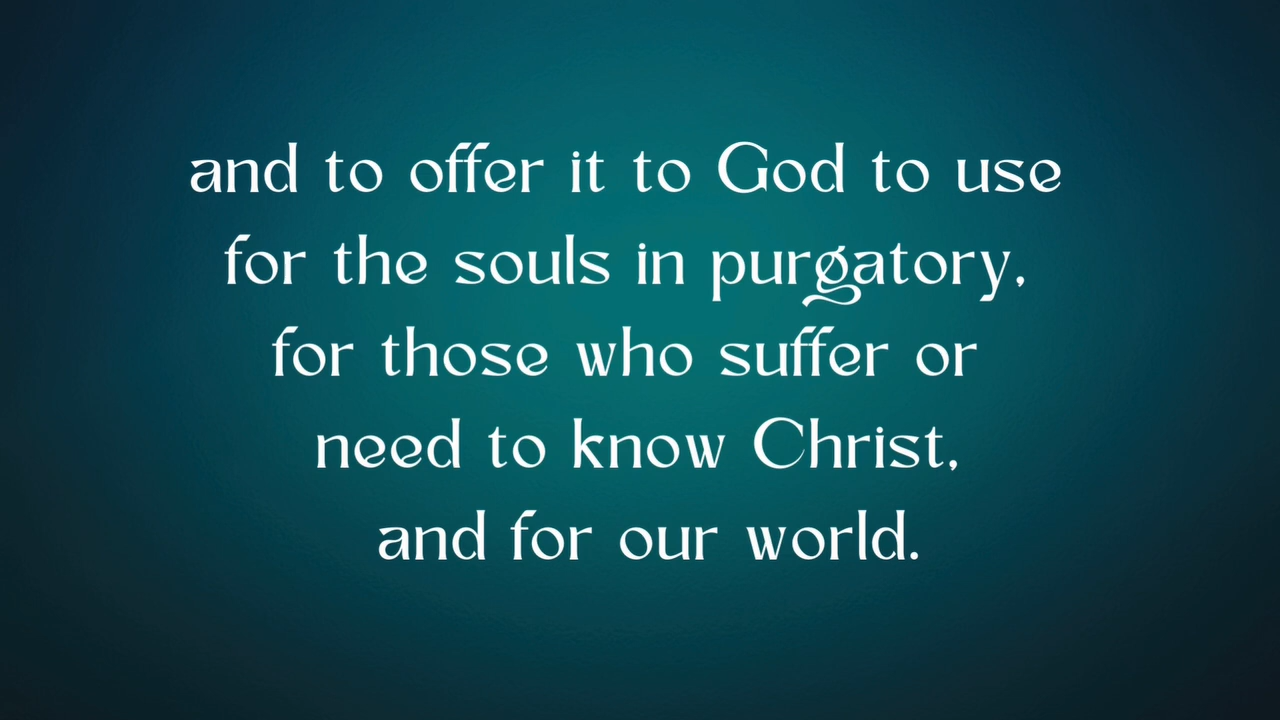 and to offer it to God to use
for the souls in purgatory,
for those who suffer or
need to know Christ,
and for our world.